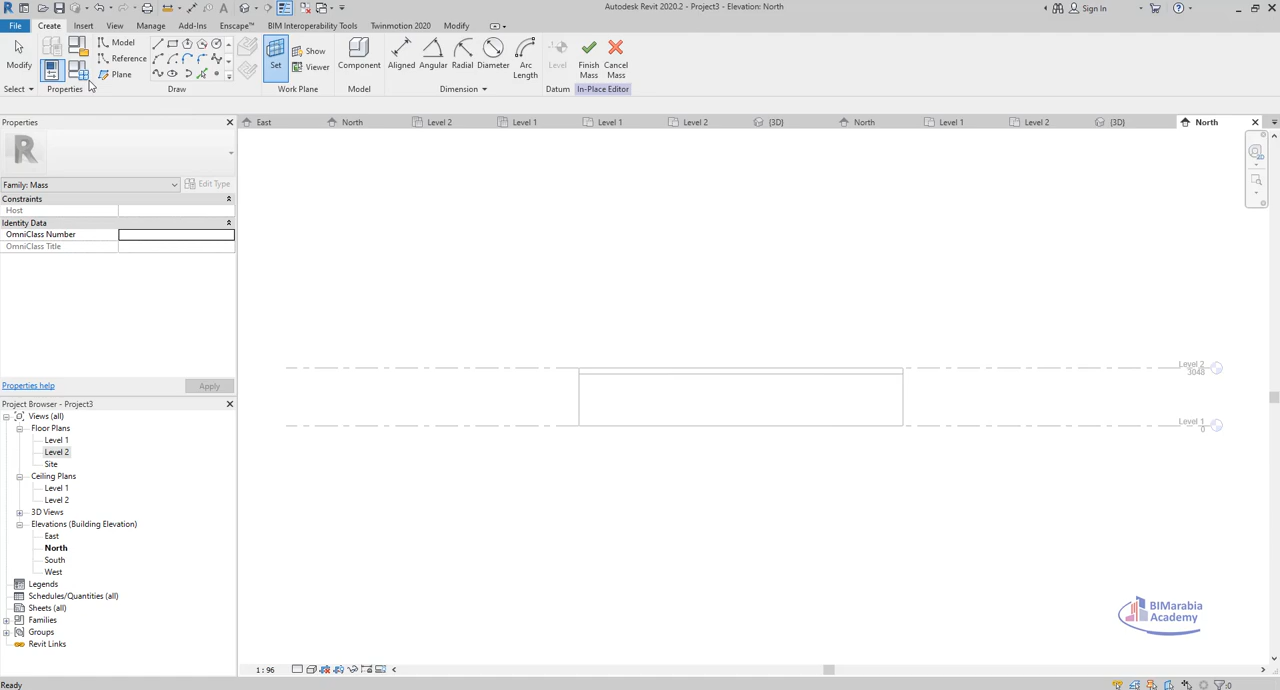 Autodesk Revit 2020.2 - Project3 - Elevation: North
Sign In
File Create Insert View Manage Add-Ins Enscape™ BIM Interoperability Tools Twinmotion 2020 Modify
Modify
Model
Reference
Plane
Set
Show
Viewer
Component
Aligned Angular Radial Diameter Arc Length
Level
Finish Mass
Cancel Mass
Select Properties Draw Work Plane Model Dimension Datum In-Place Editor
Properties
East North Level 2 Level 1 Level 1 Level 2 {3D} North Level 1 Level 2 {3D} North
Family: Mass Edit Type
Constraints
Host
Identity Data
OmniClass Number
OmniClass Title
Properties help Apply
Level 2
3048
Level 1
0
Project Browser - Project3
Views (all)
Floor Plans
Level 1
Level 2
Site
Ceiling Plans
Level 1
Level 2
3D Views
Elevations (Building Elevation)
East
North
South
West
Legends
Schedules/Quantities (all)
Sheets (all)
Families
Groups
Revit Links
BIMarabia
Academy
1 : 96
Ready
:0